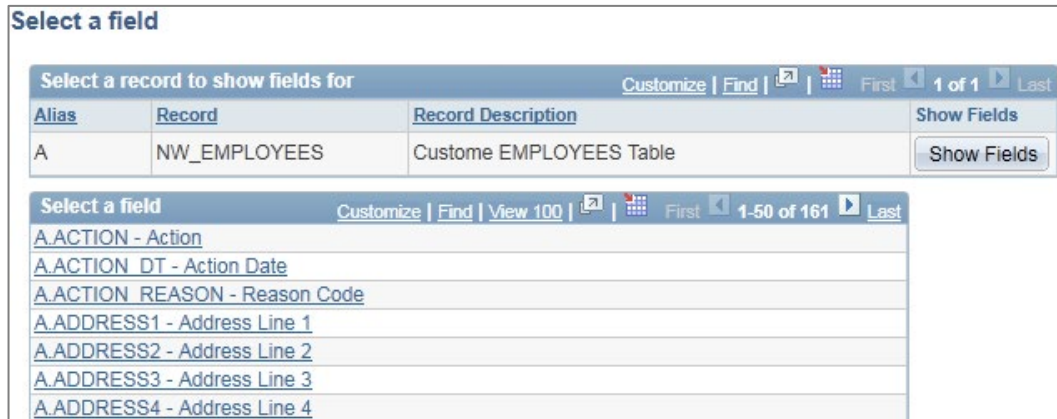 Select a field
Select a record to show fields for Customize | Find | | First 1 of 1 Last
Alias Record Record Description Show Fields
A NW_EMPLOYEES Custome EMPLOYEES Table Show Fields
Select a field Customize | Find | View 100 | | First 1-50 of 161 Last
A.ACTION - Action
A.ACTION_DT - Action Date
A.ACTION_REASON - Reason Code
A.ADDRESS1 - Address Line 1
A.ADDRESS2 - Address Line 2
A.ADDRESS3 - Address Line 3
A.ADDRESS4 - Address Line 4